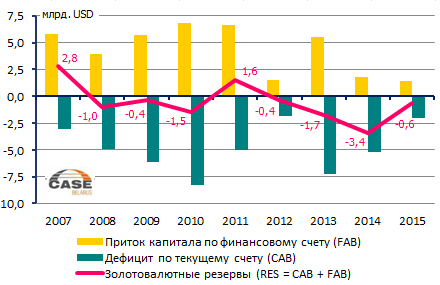 млрд. USD
7,5
5,0
2,5
0,0
-2,5
-5,0
-7,5
10,0
2,8
-1,0
-0,4
-1,5
1,6
-0,4
-1,7
-3,4
-0,6
CASE
BELARUS
2007 2008 2009 2010 2011 2012 2013 2014 2015
Приток капитала по финансовому счету (FAB)
Дефицит по текущему счету (CAB)
Золотовалютные резервы (RES = CAB + FAB)